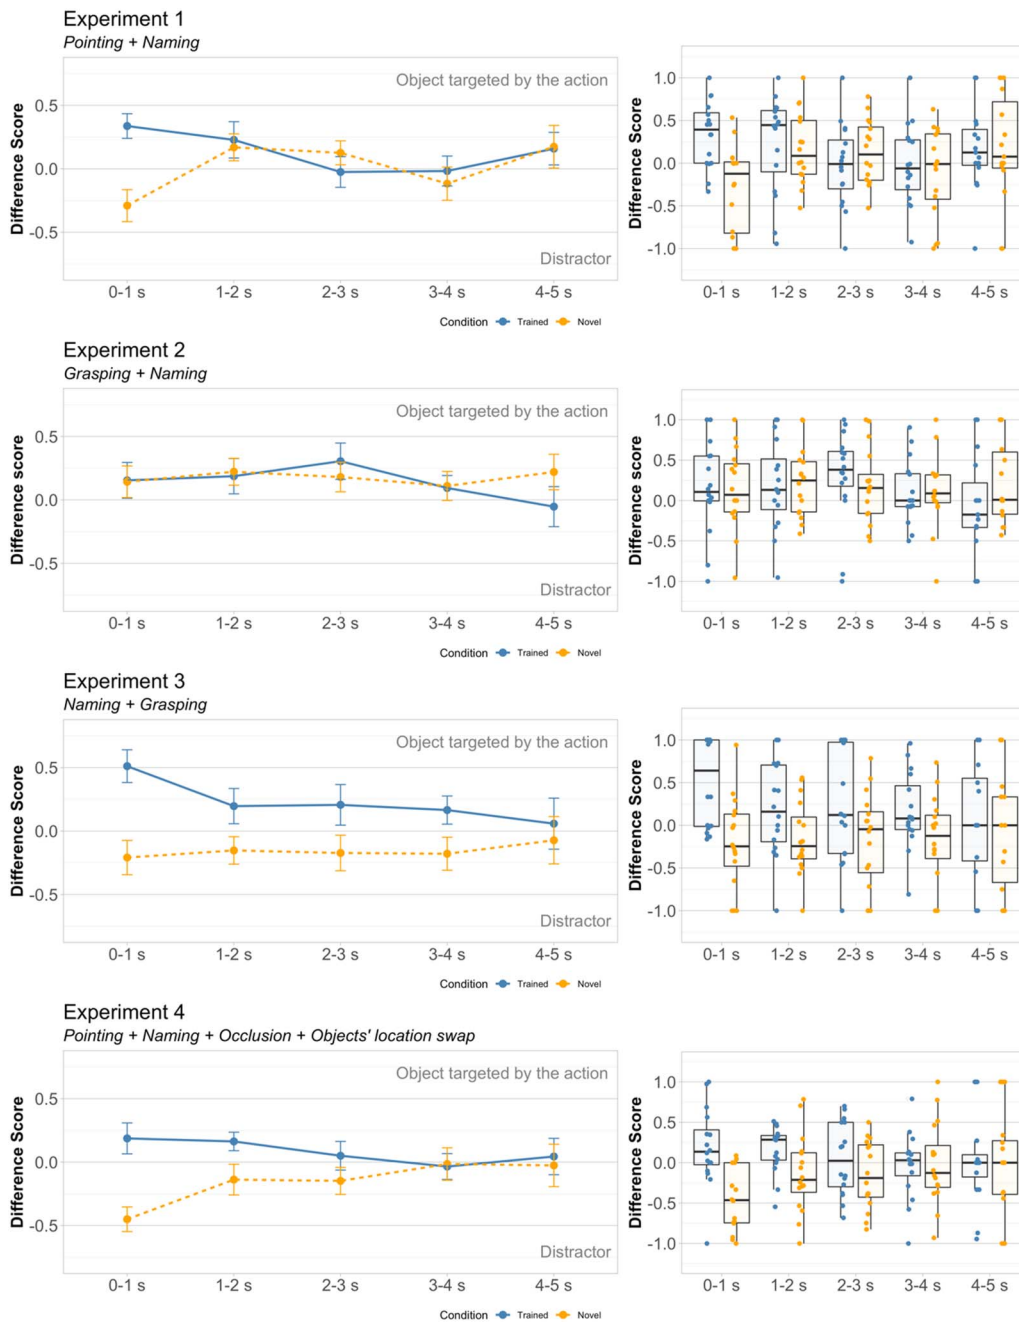 Experiment 1
Pointing + Naming
Difference Score
0.5
0.0
-0.5
Object targeted by the action
Distractor
0-1 s 1-2 s 2-3 s 3-4 s 4-5 s
Condition Trained Novel
Difference Score
1.0
0.5
0.0
-0.5
-1.0
0-1 s 1-2 s 2-3 s 3-4 s 4-5 s
Experiment 2
Grasping + Naming
Difference score
0.5
0.0
-0.5
Object targeted by the action
Distractor
0-1 s 1-2 s 2-3 s 3-4 s 4-5 s
Condition Trained Novel
Difference Score
1.0
0.5
0.0
-0.5
-1.0
0-1 s 1-2 s 2-3 s 3-4 s 4-5 s
Experiment 3
Naming + Grasping
Difference Score
0.5
0.0
-0.5
Object targeted by the action
Distractor
0-1 s 1-2 s 2-3 s 3-4 s 4-5 s
Condition Trained Novel
Difference Score
1.0
0.5
0.0
-0.5
-1.0
0-1 s 1-2 s 2-3 s 3-4 s 4-5 s
Experiment 4
Pointing + Naming + Occlusion + Objects' location swap
Difference Score
0.5
0.0
-0.5
Object targeted by the action
Distractor
0-1 s 1-2 s 2-3 s 3-4 s 4-5 s
Condition Trained Novel
Difference Score
1.0
0.5
0.0
-0.5
-1.0
0-1 s 1-2 s 2-3 s 3-4 s 4-5 s